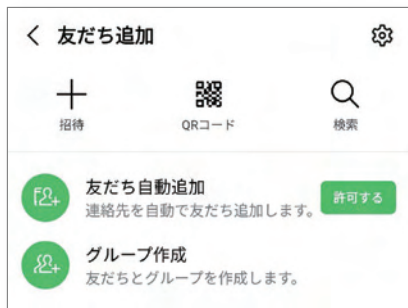 友だち追加
招待
QRコード
検索
友だち自動追加
連絡先を自動で友だち追加します。
許可する
グループ作成
友だちとグループを作成します。